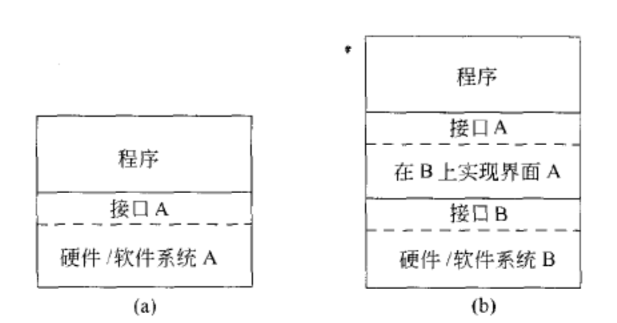 程序
接口 A
硬件/软件系统 A
(a)
程序
接口 A
在 B 上实现界面 A
接口 B
硬件/软件系统 B
(b)